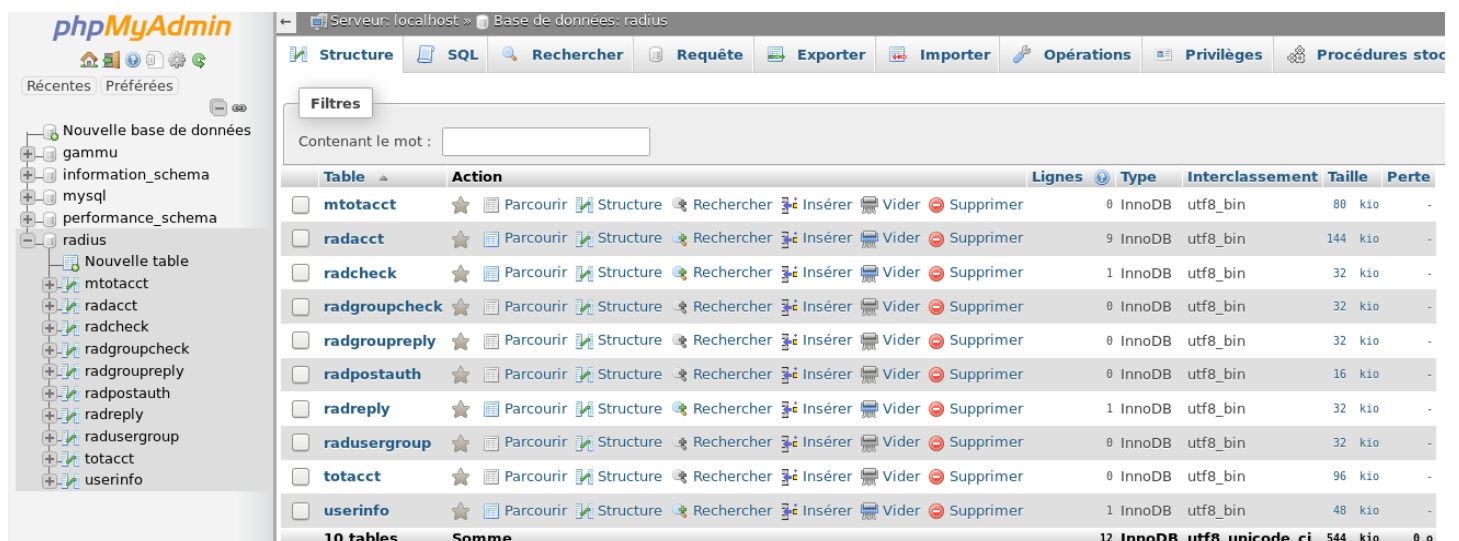 phpMyAdmin
Récentes Préférées
Nouvelle base de données
gammu
information_schema
mysql
performance_schema
radius
Nouvelle table
mtotacct
radacct
radcheck
radgroupcheck
radgroupreply
radpostauth
radreply
radusergroup
totacct
userinfo
← Serveur: localhost » Base de données: radius
Structure SQL Rechercher Requête Exporter Importer Opérations Privilèges Procédures stoc
Filtres
Contenant le mot :
Table Action Lignes Type Interclassement Taille Perte
mtotacct Parcourir Structure Rechercher Insérer Vider Supprimer 0 InnoDB utf8_bin 80 kio -
radacct Parcourir Structure Rechercher Insérer Vider Supprimer 9 InnoDB utf8_bin 144 kio -
radcheck Parcourir Structure Rechercher Insérer Vider Supprimer 1 InnoDB utf8_bin 32 kio -
radgroupcheck Parcourir Structure Rechercher Insérer Vider Supprimer 0 InnoDB utf8_bin 32 kio -
radgroupreply Parcourir Structure Rechercher Insérer Vider Supprimer 0 InnoDB utf8_bin 32 kio -
radpostauth Parcourir Structure Rechercher Insérer Vider Supprimer 0 InnoDB utf8_bin 16 kio -
radreply Parcourir Structure Rechercher Insérer Vider Supprimer 1 InnoDB utf8_bin 32 kio -
radusergroup Parcourir Structure Rechercher Insérer Vider Supprimer 0 InnoDB utf8_bin 32 kio -
totacct Parcourir Structure Rechercher Insérer Vider Supprimer 0 InnoDB utf8_bin 96 kio -
userinfo Parcourir Structure Rechercher Insérer Vider Supprimer 1 InnoDB utf8_bin 48 kio -
10 tables Somme 12 InnoDB utf8_unicode_ci 544 kio 0 o